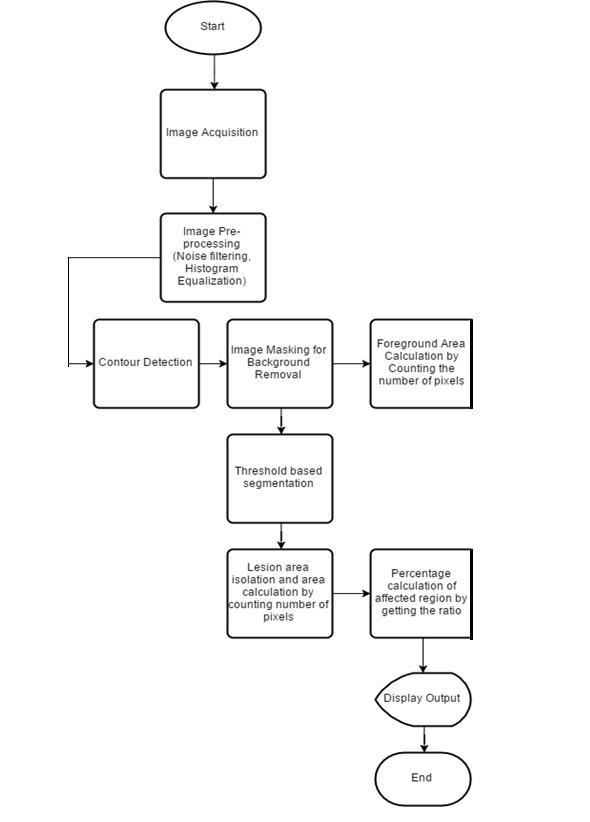 Start
Image Acquisition
Image Pre-
processing
(Noise filtering,
Histogram
Equalization)
Contour Detection
Image Masking for
Background
Removal
Foreground Area
Calculation by
Counting the
number of pixels
Threshold based
segmentation
Lesion area
isolation and area
calculation by
counting number of
pixels
Percentage
calculation of
affected region by
getting the ratio
Display Output
End